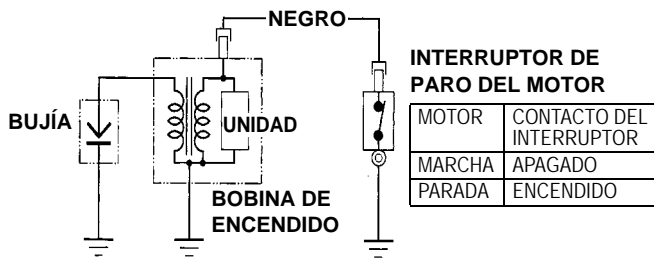 NEGRO
INTERRUPTOR DE
PARO DEL MOTOR
BUJÍA
UNIDAD
MOTOR CONTACTO DEL
INTERRUPTOR
MARCHA APAGADO
PARADA ENCENDIDO
BOBINA DE
ENCENDIDO